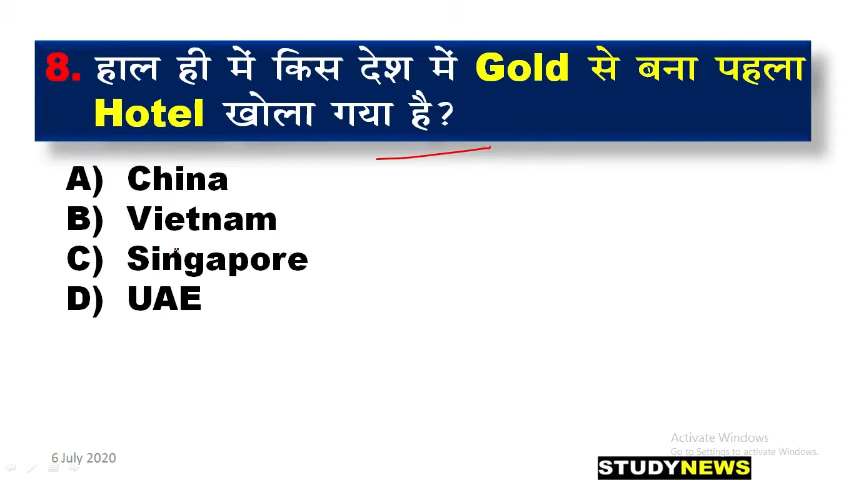 8. हाल ही में किस देश में Gold से बना पहला
Hotel खोला गया है?
A) China
B) Vietnam
C) Singapore
D) UAE
Activate Windows
Go to Settings to activate Windows.
6 July 2020
STUDYNEWS